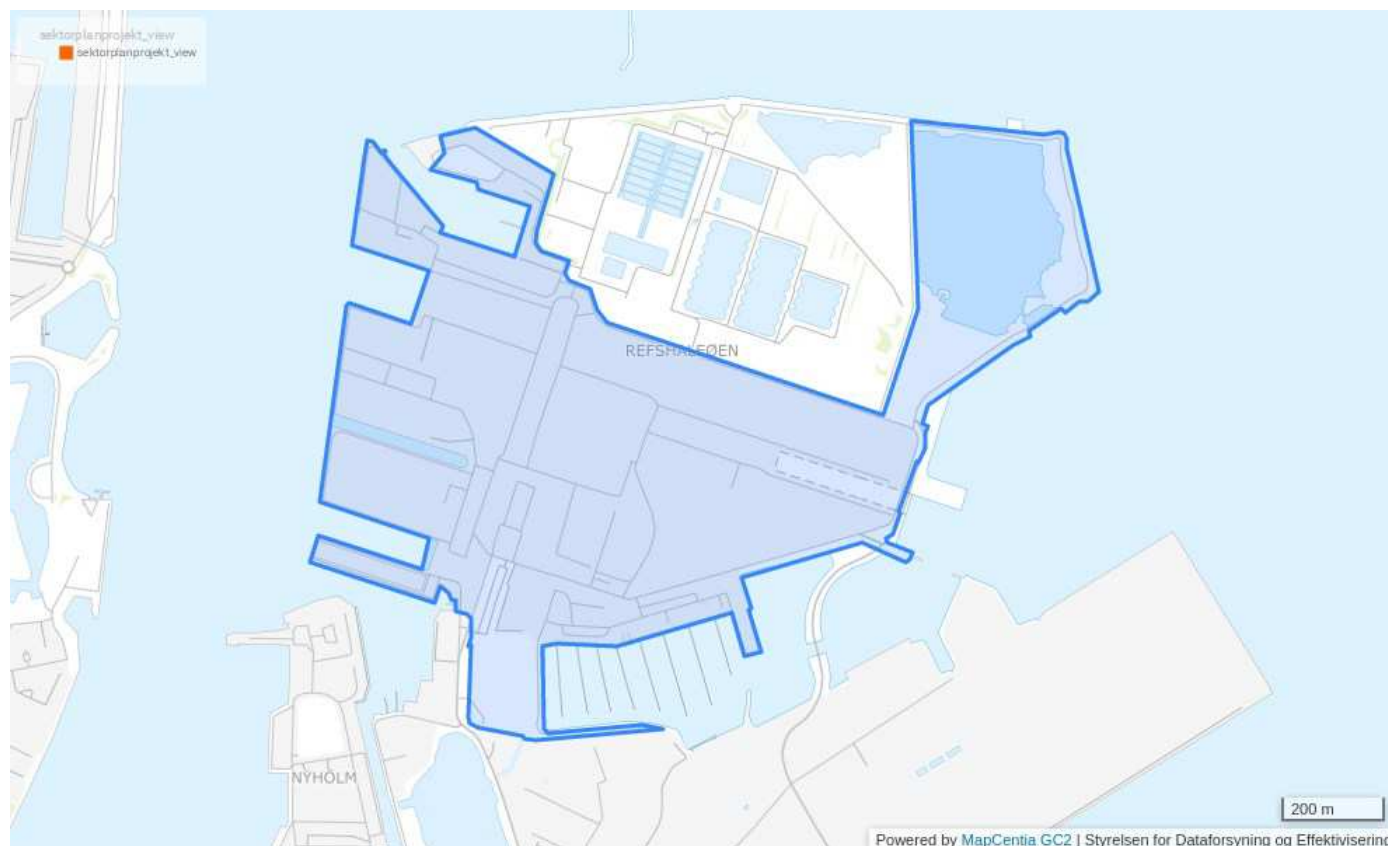 sektorplanprojekt_view
sektorplanprojekt_view
REFSHALEØEN
NYHOLM
200 m
Powered by MapCentia GC2 | Styrelsen for Dataforsyning og Effektivisering